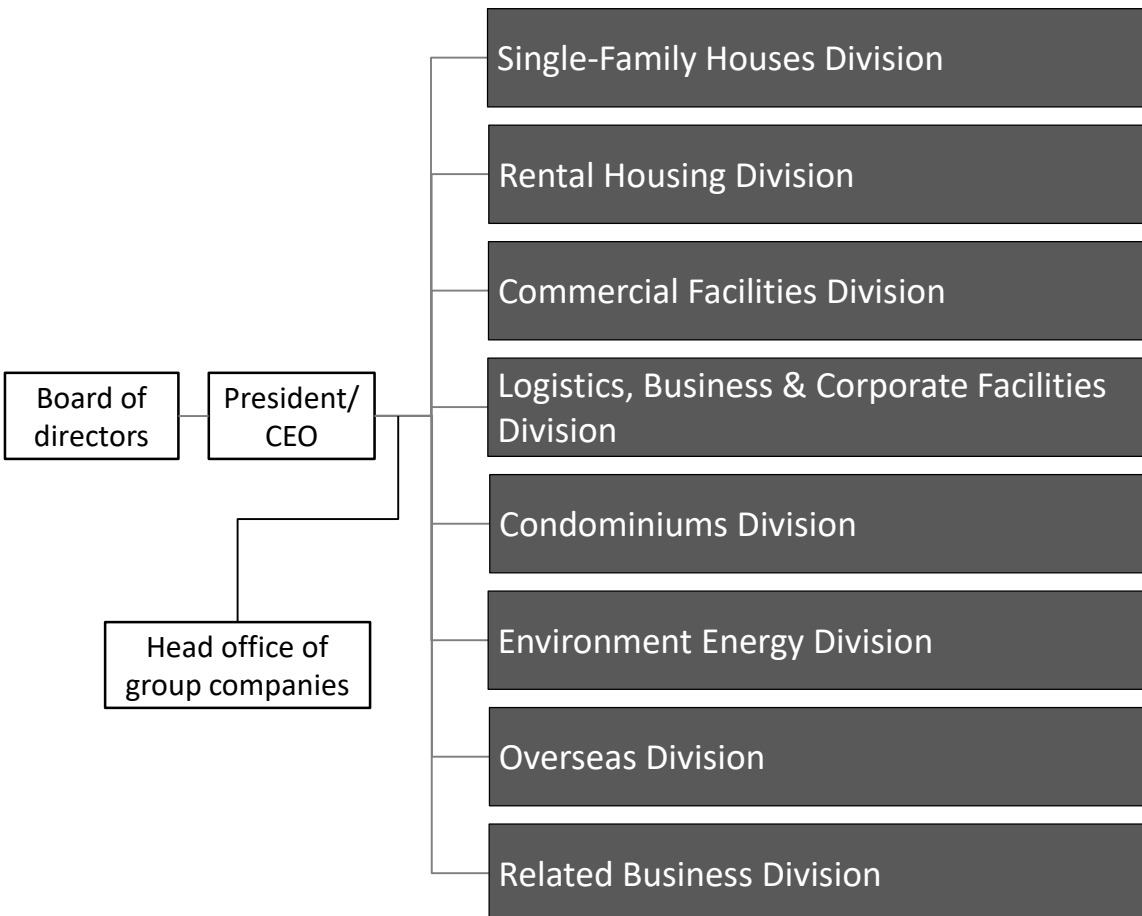 Single-Family Houses Division
Rental Housing Division
Commercial Facilities Division
Logistics, Business & Corporate Facilities
Division
Board of
directors
President/
CEO
Condominiums Division
Head office of
group companies
Environment Energy Division
Overseas Division
Related Business Division